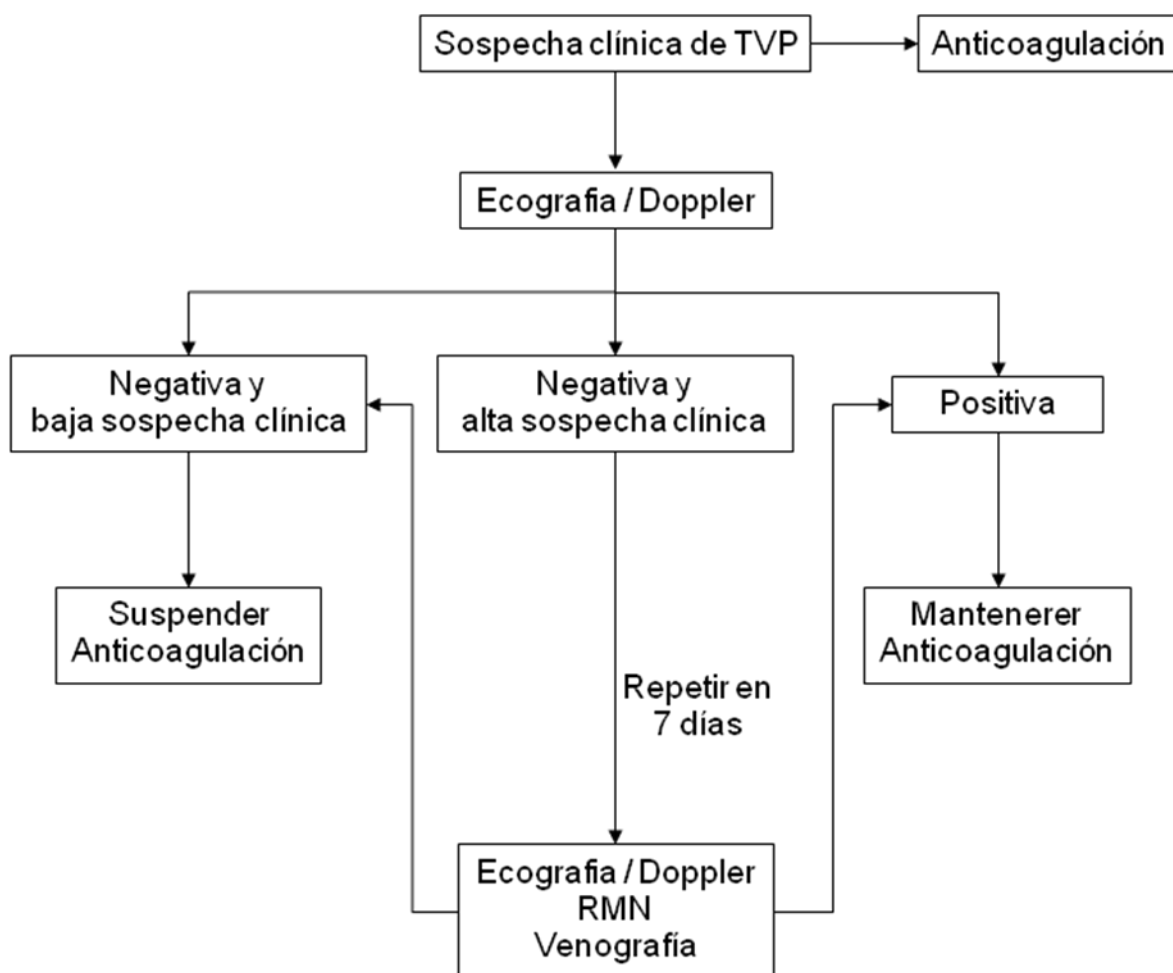 Sospecha clínica de TVP
Anticoagulación
Ecografia / Doppler
Negativa y
baja sospecha clínica
Negativa y
alta sospecha clínica
Positiva
Suspender
Anticoagulación
Mantenerer
Anticoagulación
Repetir en
7 días
Ecografia / Doppler
RMN
Venografía